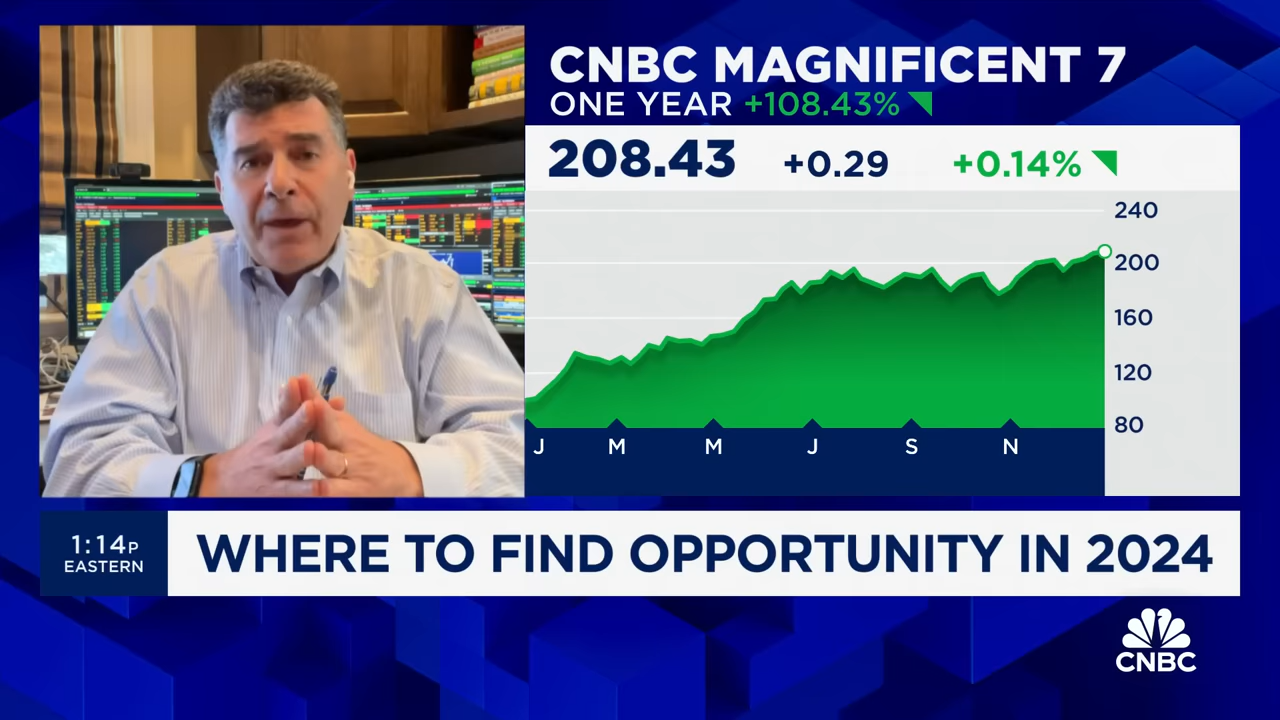 CNBC MAGNIFICENT 7
ONE YEAR +108.43%
208.43 +0.29 +0.14%
240
200
160
120
80
J M M J S N
1:14P
EASTERN
WHERE TO FIND OPPORTUNITY IN 2024
CNBC